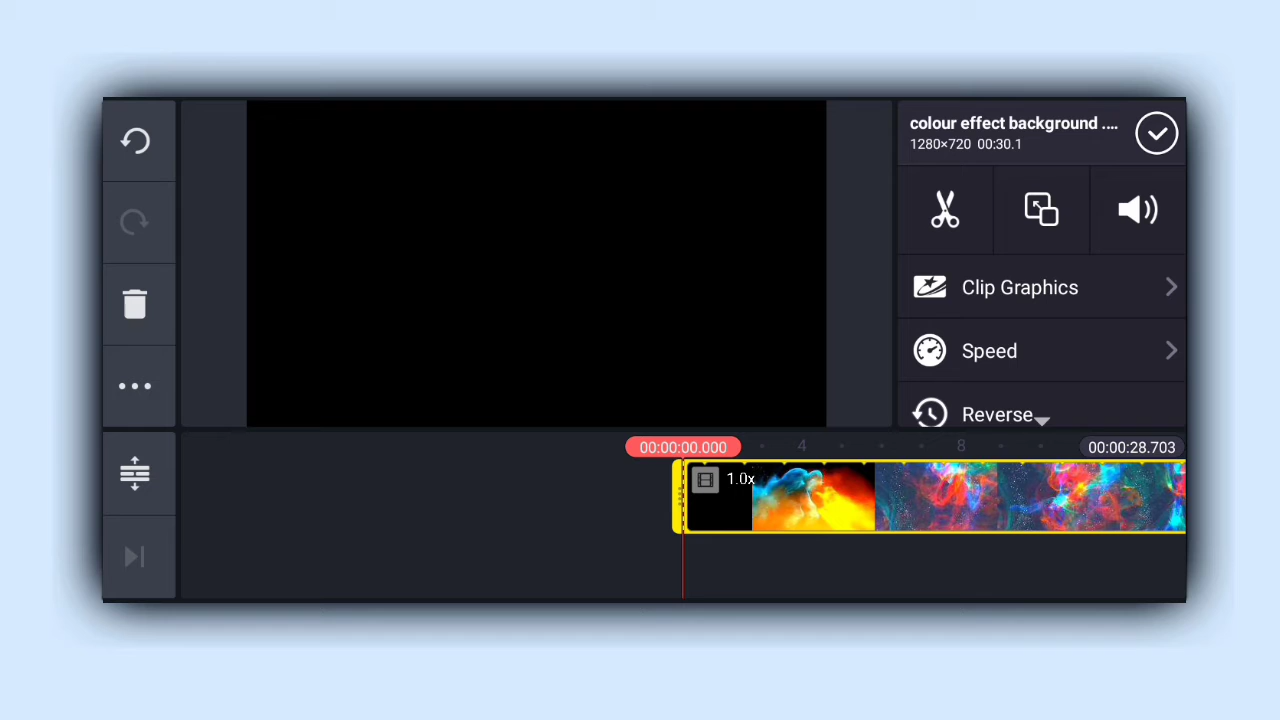 colour effect background ....
1280×720 00:30.1
Clip Graphics
Speed
Reverse
00:00:00.000
4
8
00:00:28.703
1.0x